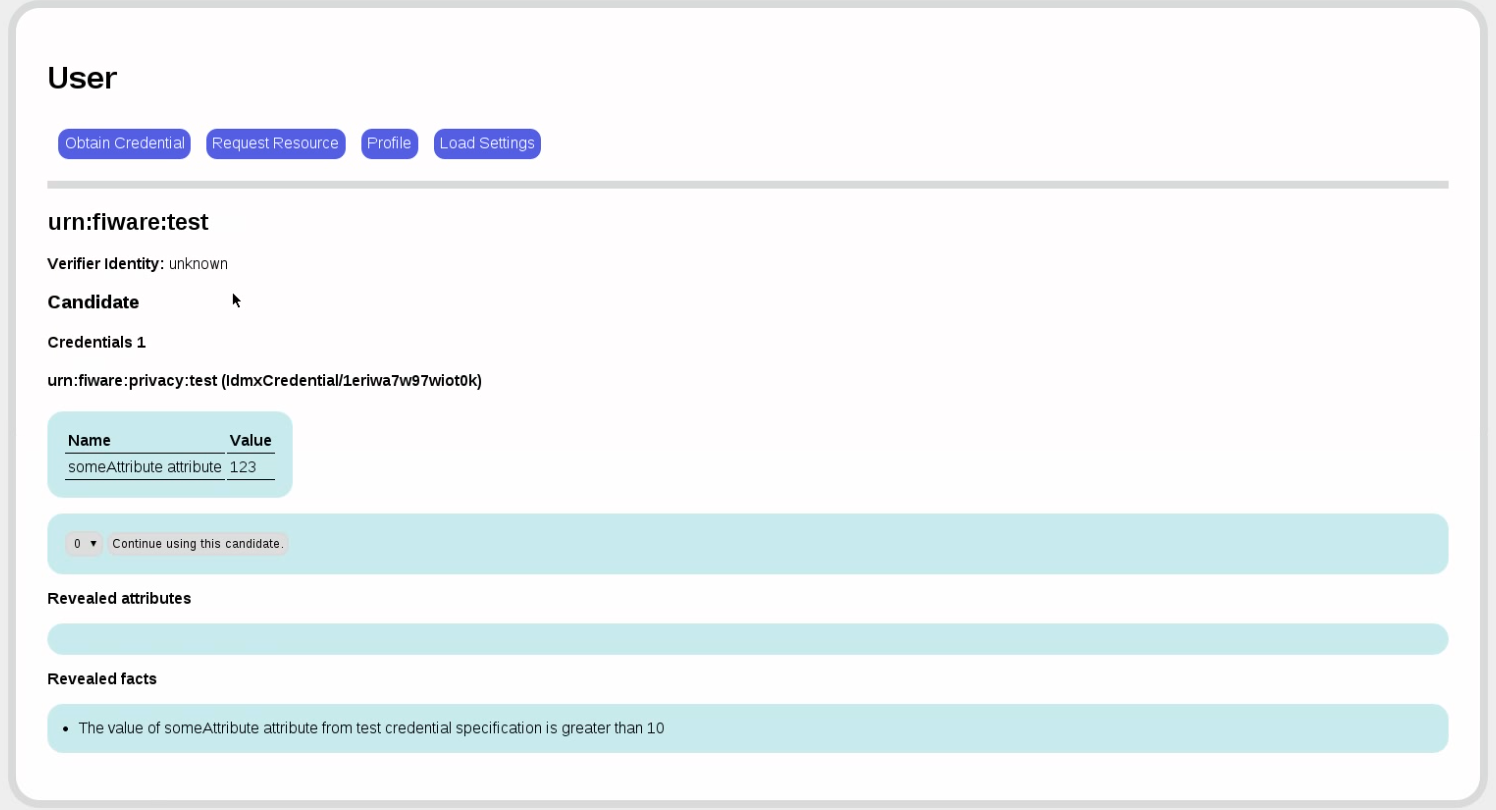 User
Obtain Credential Request Resource Profile Load Settings
urn:fiware:test
Verifier Identity: unknown
Candidate
Credentials 1
urn:fiware:privacy:test (IdmxCredential/1eriwa7w97wiot0k)
Name Value
someAttribute attribute 123
0 Continue using this candidate.
Revealed attributes
Revealed facts
The value of someAttribute attribute from test credential specification is greater than 10